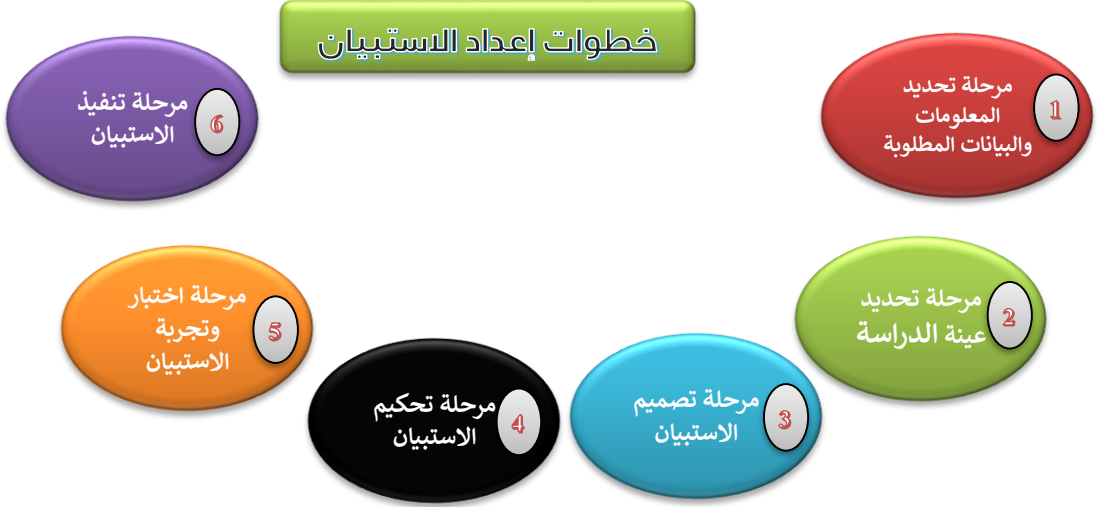 خطوات إعداد الاستبيان
1
مرحلة تحديد
المعلومات
والبيانات المطلوبة
2
مرحلة تحديد
عينة الدراسة
3
مرحلة تصميم
الاستبيان
4
مرحلة تحكيم
الاستبيان
5
مرحلة اختبار
وتجربة
الاستبيان
6
مرحلة تنفيذ
الاستبيان